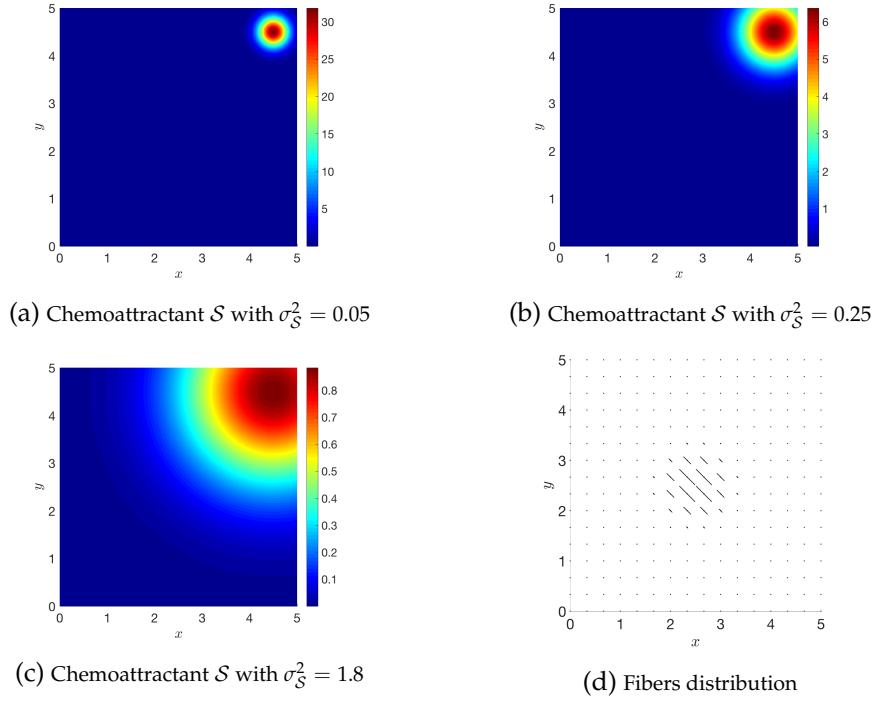 5
4
3
2
1
0
y
0 1 2 3 4 5
x
30
25
20
15
10
5
(a) Chemoattractant 𝒮 with σ²_𝒮 = 0.05
5
4
3
2
1
0
y
0 1 2 3 4 5
x
6
5
4
3
2
1
(b) Chemoattractant 𝒮 with σ²_𝒮 = 0.25
5
4
3
2
1
0
y
0 1 2 3 4 5
x
0.8
0.7
0.6
0.5
0.4
0.3
0.2
0.1
(c) Chemoattractant 𝒮 with σ²_𝒮 = 1.8
5
4
3
2
1
0
y
0 1 2 3 4 5
x
(d) Fibers distribution